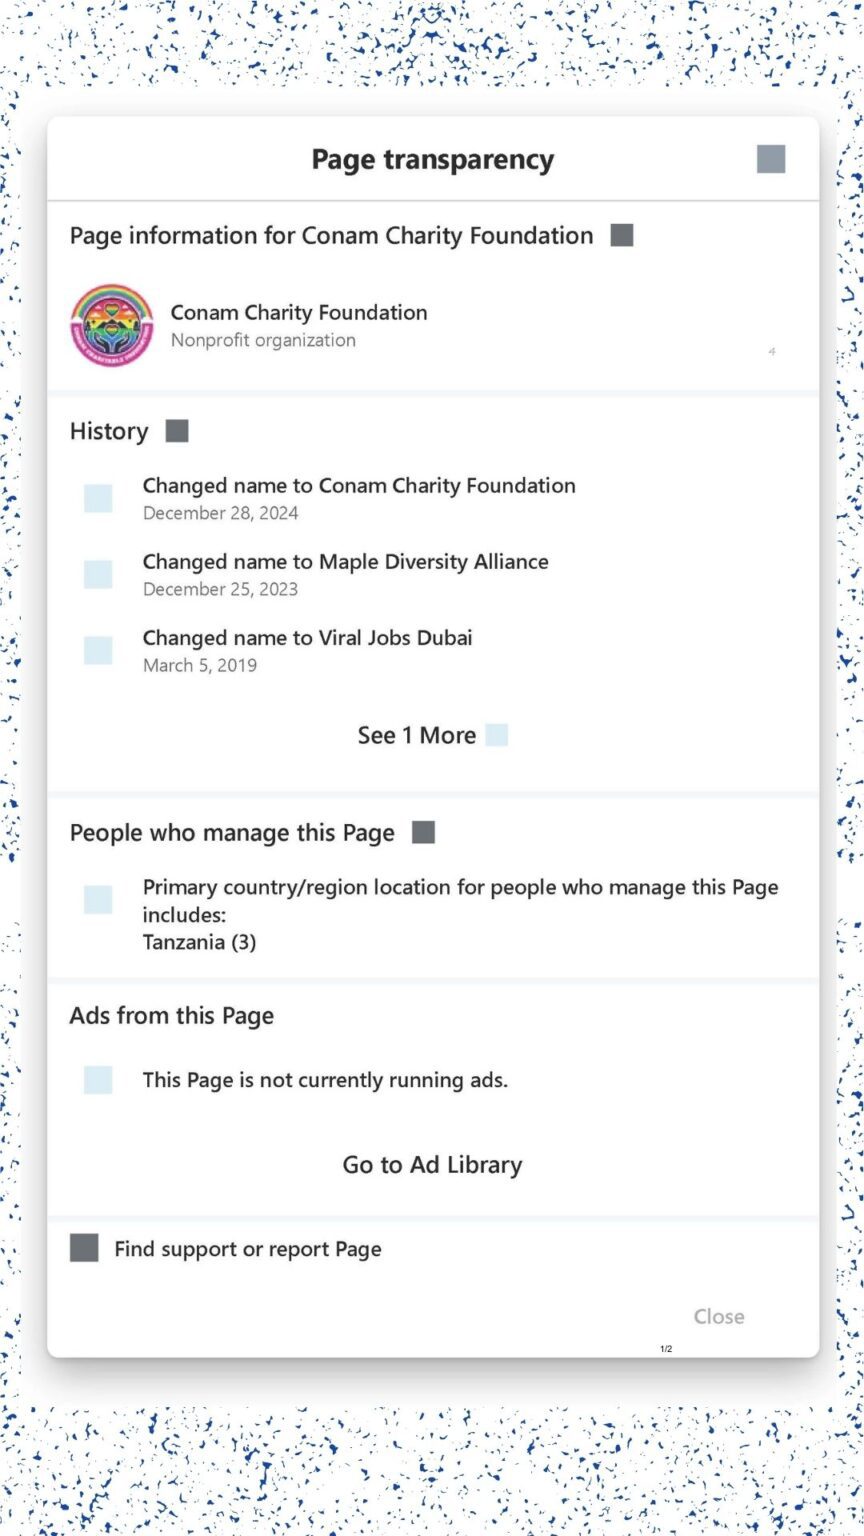 Page transparency
Page information for Conam Charity Foundation
Conam Charity Foundation
Nonprofit organization
4
History
Changed name to Conam Charity Foundation
December 28, 2024
Changed name to Maple Diversity Alliance
December 25, 2023
Changed name to Viral Jobs Dubai
March 5, 2019
See 1 More
People who manage this Page
Primary country/region location for people who manage this Page
includes:
Tanzania (3)
Ads from this Page
This Page is not currently running ads.
Go to Ad Library
Find support or report Page
Close
1/2